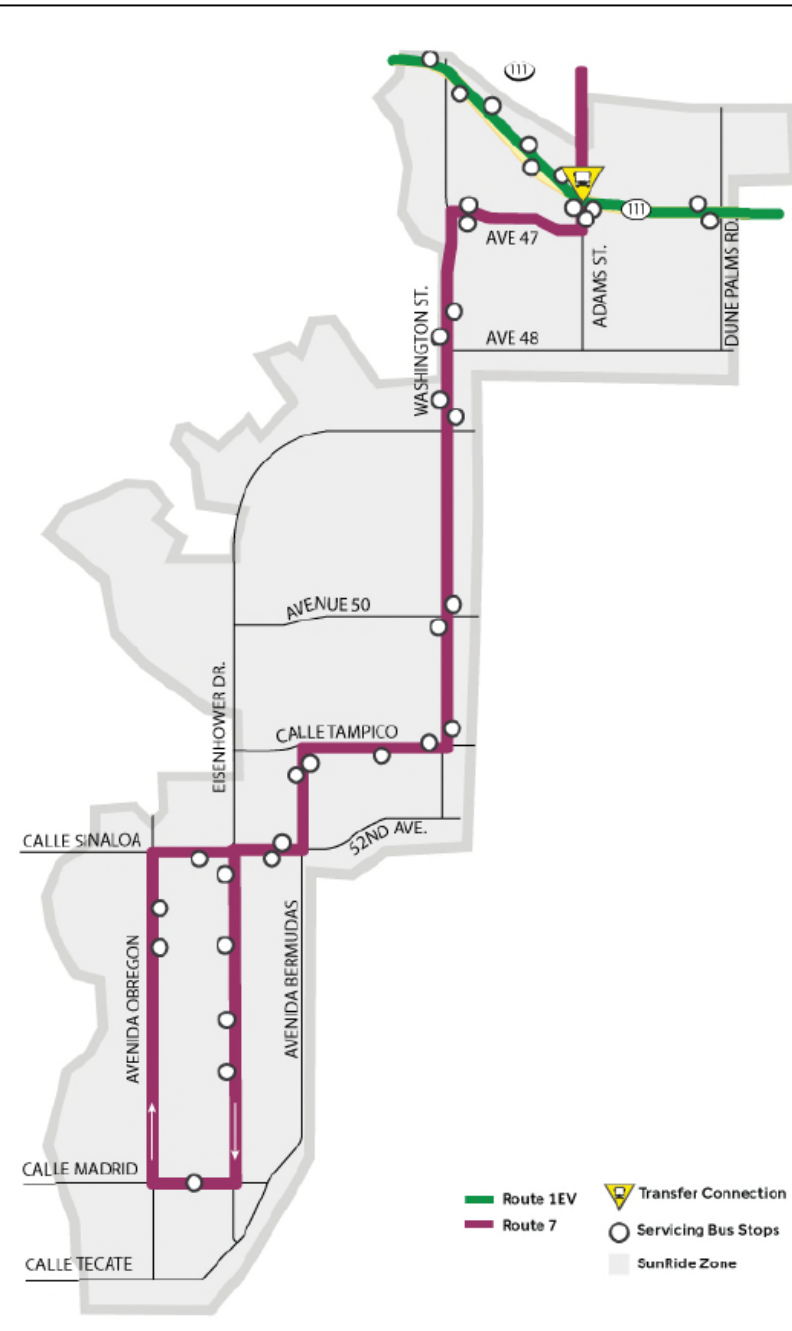 111
111
AVE 47
ADAMS ST.
DUNE PALMS RD.
WASHINGTON ST.
AVE 48
AVENUE 50
EISENHOWER DR.
CALLE TAMPICO
52ND AVE.
CALLE SINALOA
AVENIDA OBREGON
AVENIDA BERMUDAS
CALLE MADRID
CALLE TECATE
Route 1EV
Route 7
Transfer Connection
Servicing Bus Stops
SunRide Zone